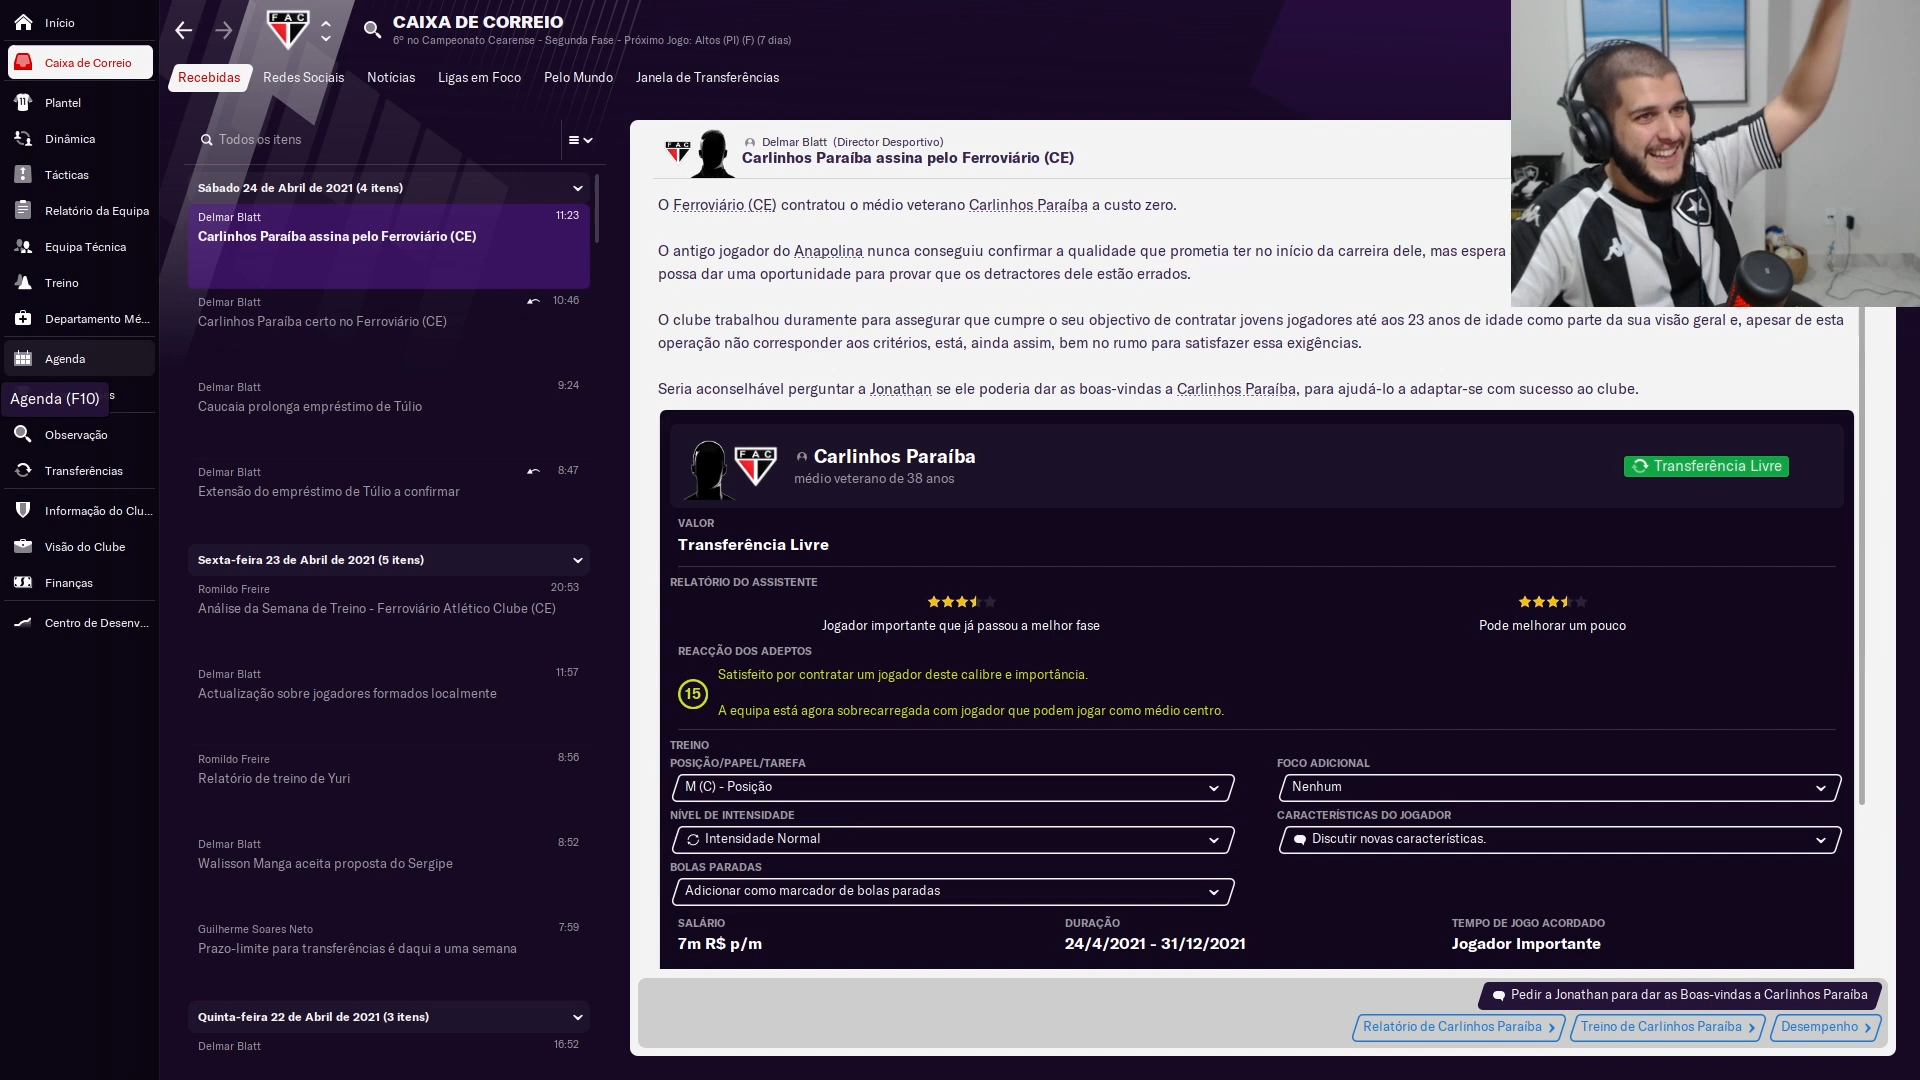 Início
Caixa de Correio
Plantel
Dinâmica
Tácticas
Relatório da Equipa
Equipa Técnica
Treino
Departamento Mé...
Agenda
Agenda (F10)
s
Observação
Transferências
Informação do Clu...
Visão do Clube
Finanças
Centro de Desenv...
FAC
CAIXA DE CORREIO
6º no Campeonato Cearense - Segunda Fase - Próximo Jogo: Altos (PI) (F) (7 dias)
Recebidas
Redes Sociais
Notícias
Ligas em Foco
Pelo Mundo
Janela de Transferências
Todos os itens
Sábado 24 de Abril de 2021 (4 itens)
Delmar Blatt 11:23
Carlinhos Paraíba assina pelo Ferroviário (CE)
Delmar Blatt 10:46
Carlinhos Paraíba certo no Ferroviário (CE)
Delmar Blatt 9:24
Caucaia prolonga empréstimo de Túlio
Delmar Blatt 8:47
Extensão do empréstimo de Túlio a confirmar
Sexta-feira 23 de Abril de 2021 (5 itens)
Romildo Freire 20:53
Análise da Semana de Treino - Ferroviário Atlético Clube (CE)
Delmar Blatt 11:57
Actualização sobre jogadores formados localmente
Romildo Freire 8:56
Relatório de treino de Yuri
Delmar Blatt 8:52
Walisson Manga aceita proposta do Sergipe
Guilherme Soares Neto 7:59
Prazo-limite para transferências é daqui a uma semana
Quinta-feira 22 de Abril de 2021 (3 itens)
Delmar Blatt 16:52
FAC
Delmar Blatt (Director Desportivo)
Carlinhos Paraíba assina pelo Ferroviário (CE)
O Ferroviário (CE) contratou o médio veterano Carlinhos Paraíba a custo zero.
O antigo jogador do Anapolina nunca conseguiu confirmar a qualidade que prometia ter no início da carreira dele, mas espera
possa dar uma oportunidade para provar que os detractores dele estão errados.
O clube trabalhou duramente para assegurar que cumpre o seu objectivo de contratar jovens jogadores até aos 23 anos de idade como parte da sua visão geral e, apesar de esta
operação não corresponder aos critérios, está, ainda assim, bem no rumo para satisfazer essa exigências.
Seria aconselhável perguntar a Jonathan se ele poderia dar as boas-vindas a Carlinhos Paraíba, para ajudá-lo a adaptar-se com sucesso ao clube.
FAC
Carlinhos Paraíba
médio veterano de 38 anos
Transferência Livre
VALOR
Transferência Livre
RELATÓRIO DO ASSISTENTE
Jogador importante que já passou a melhor fase
Pode melhorar um pouco
REACÇÃO DOS ADEPTOS
15
Satisfeito por contratar um jogador deste calibre e importância.
A equipa está agora sobrecarregada com jogador que podem jogar como médio centro.
TREINO
POSIÇÃO/PAPEL/TAREFA
M (C) - Posição
FOCO ADICIONAL
Nenhum
NÍVEL DE INTENSIDADE
Intensidade Normal
CARACTERÍSTICAS DO JOGADOR
Discutir novas características.
BOLAS PARADAS
Adicionar como marcador de bolas paradas
SALÁRIO
7m R$ p/m
DURAÇÃO
24/4/2021 - 31/12/2021
TEMPO DE JOGO ACORDADO
Jogador Importante
Pedir a Jonathan para dar as Boas-vindas a Carlinhos Paraíba
Relatório de Carlinhos Paraíba
Treino de Carlinhos Paraíba
Desempenho